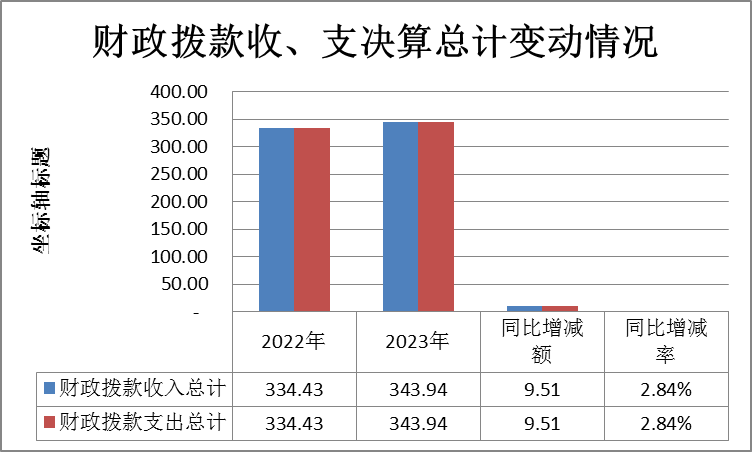 财政拨款收、支决算总计变动情况
坐标轴标题
400.00
350.00
300.00
250.00
200.00
150.00
100.00
50.00
-
2022年 2023年 同比增减额 同比增减率
财政拨款收入总计 334.43 343.94 9.51 2.84%
财政拨款支出总计 334.43 343.94 9.51 2.84%